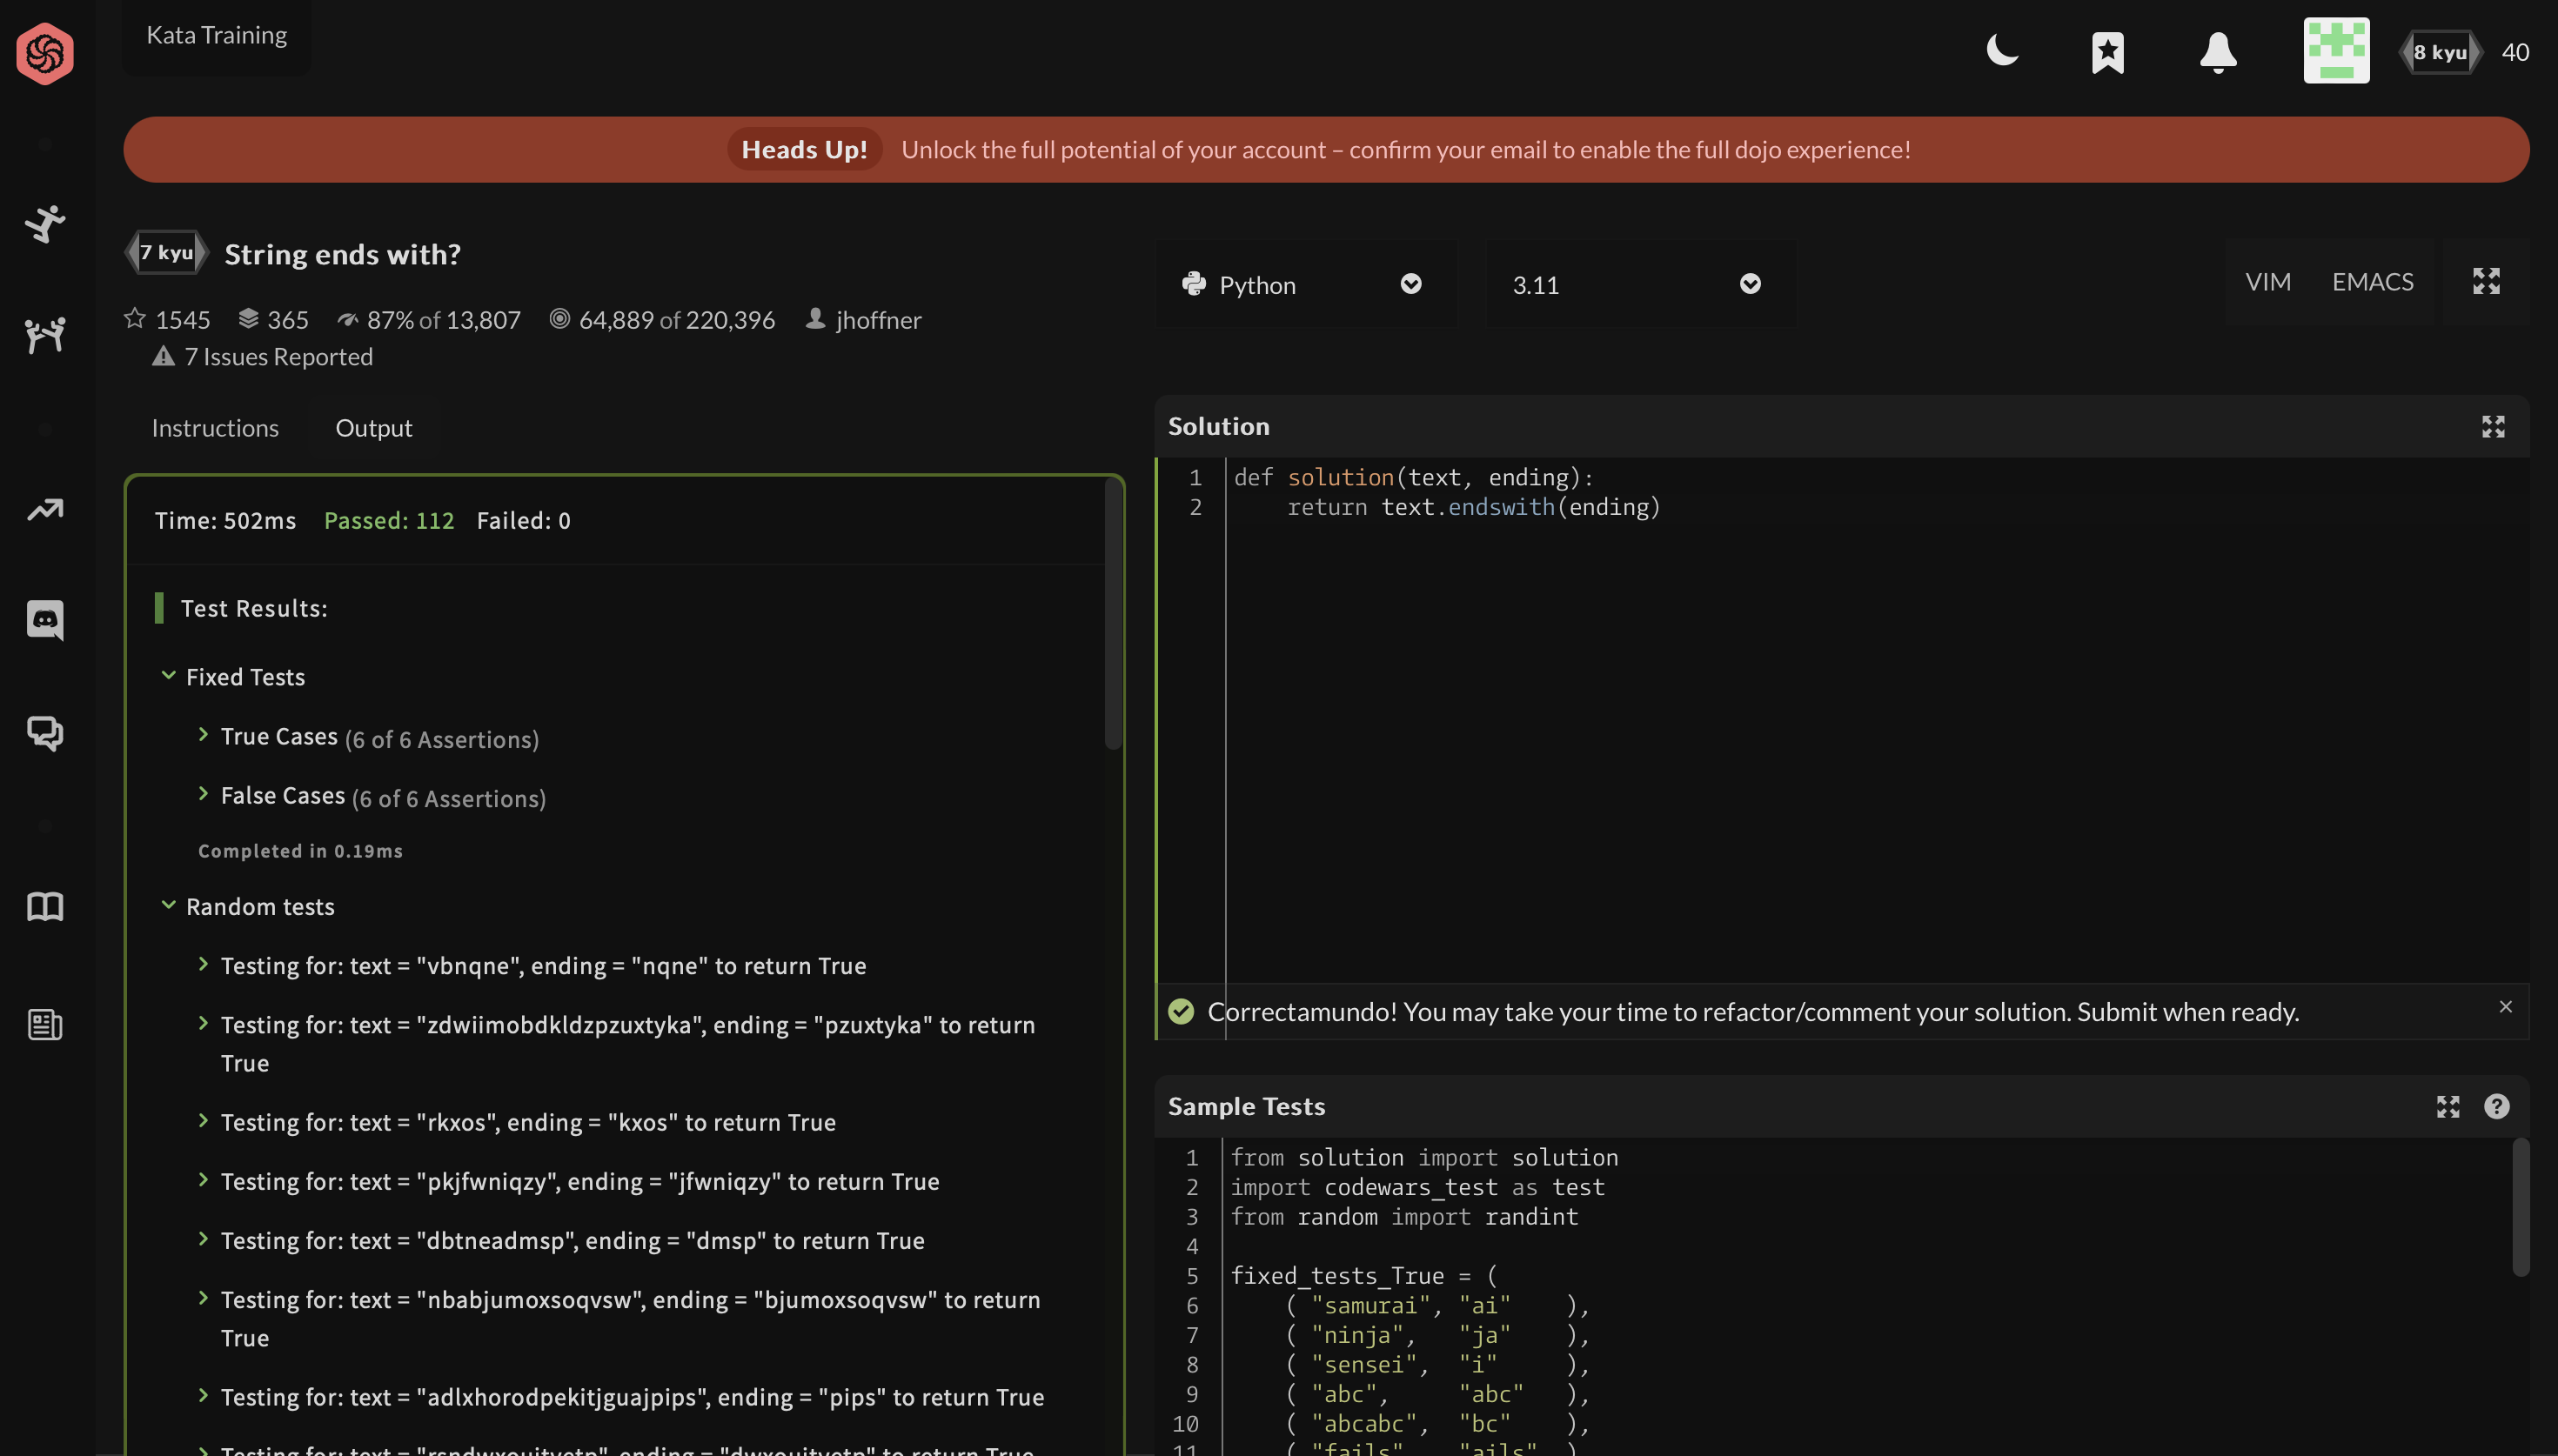 Kata Training
8 kyu
40
Heads Up! Unlock the full potential of your account – confirm your email to enable the full dojo experience!
7 kyu
String ends with?
1545 365 87% of 13,807 64,889 of 220,396 jhoffner
7 Issues Reported
Python
3.11
VIM
EMACS
Instructions
Output
Time: 502ms Passed: 112 Failed: 0
Test Results:
Fixed Tests
True Cases (6 of 6 Assertions)
False Cases (6 of 6 Assertions)
Completed in 0.19ms
Random tests
Testing for: text = "vbnqne", ending = "nqne" to return True
Testing for: text = "zdwiimobdkldzpzuxtyka", ending = "pzuxtyka" to return
True
Testing for: text = "rkxos", ending = "kxos" to return True
Testing for: text = "pkjfwniqzy", ending = "jfwniqzy" to return True
Testing for: text = "dbtneadmsp", ending = "dmsp" to return True
Testing for: text = "nbabjumoxsoqvsw", ending = "bjumoxsoqvsw" to return
True
Testing for: text = "adlxhorodpekitjguajpips", ending = "pips" to return True
Testing for: text = ending = to return True
Solution
1 def solution(text, ending):
2 return text.endswith(ending)
Correctamundo! You may take your time to refactor/comment your solution. Submit when ready.
Sample Tests
1 from solution import solution
2 import codewars_test as test
3 from random import randint
4
5 fixed_tests_True = (
6 ( "samurai", "ai" ),
7 ( "ninja", "ja" ),
8 ( "sensei", "i" ),
9 ( "abc", "abc" ),
10 ( "abcabc", "bc" ),
11 ( "fails", "ails" ),